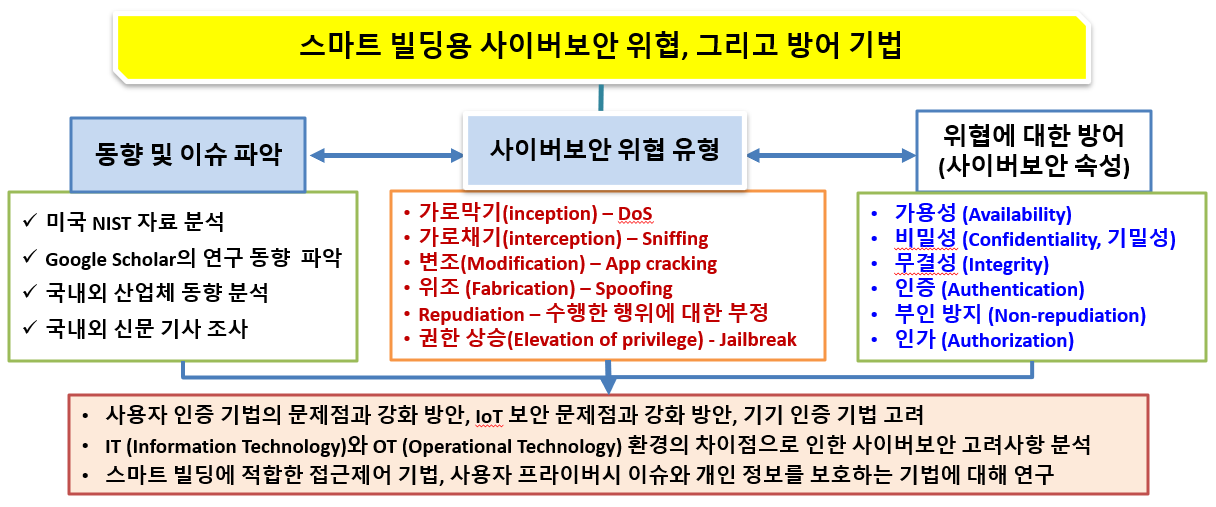 스마트 빌딩용 사이버보안 위협, 그리고 방어 기법
동향 및 이슈 파악
✓ 미국 NIST 자료 분석
✓ Google Scholar의 연구 동향 파악
✓ 국내외 산업체 동향 분석
✓ 국내외 신문 기사 조사
사이버보안 위협 유형
• 가로막기(inception) – DoS
• 가로채기(interception) – Sniffing
• 변조(Modification) – App cracking
• 위조 (Fabrication) – Spoofing
• Repudiation – 수행한 행위에 대한 부정
• 권한 상승(Elevation of privilege) - Jailbreak
위협에 대한 방어
(사이버보안 속성)
• 가용성 (Availability)
• 비밀성 (Confidentiality, 기밀성)
• 무결성 (Integrity)
• 인증 (Authentication)
• 부인 방지 (Non-repudiation)
• 인가 (Authorization)
• 사용자 인증 기법의 문제점과 강화 방안, IoT 보안 문제점과 강화 방안, 기기 인증 기법 고려
• IT (Information Technology)와 OT (Operational Technology) 환경의 차이점으로 인한 사이버보안 고려사항 분석
• 스마트 빌딩에 적합한 접근제어 기법, 사용자 프라이버시 이슈와 개인 정보를 보호하는 기법에 대해 연구